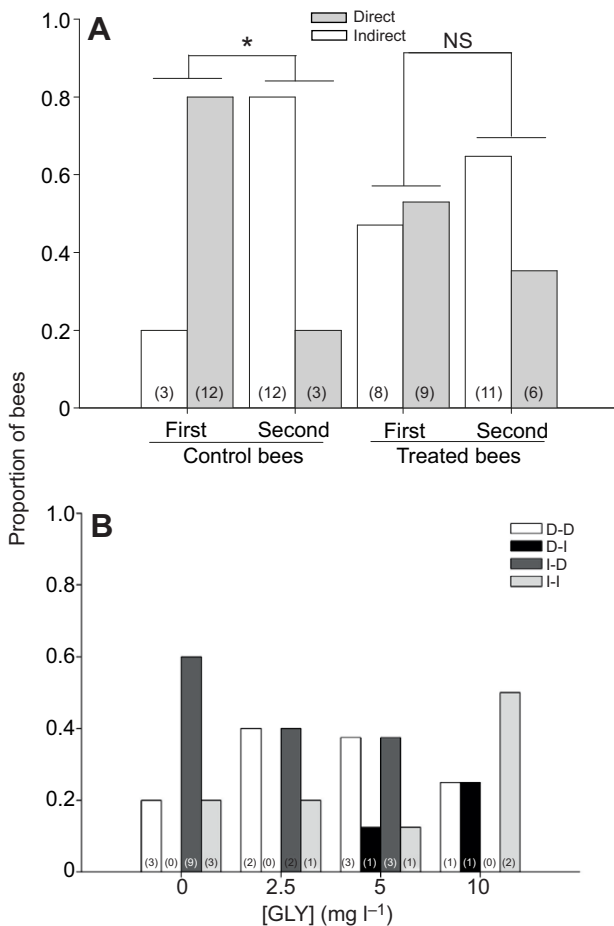 A
Direct
Indirect
*
NS
1.0
0.8
0.6
0.4
0.2
0
(3) (12) (12) (3) (8) (9) (11) (6)
First Second First Second
Control bees Treated bees
Proportion of bees
B
D-D
D-I
I-D
I-I
1.0
0.8
0.6
0.4
0.2
0
(3) (0) (9) (3) (2) (0) (2) (1) (3) (1) (3) (1) (1) (1) (0) (2)
0 2.5 5 10
[GLY] (mg l–1)